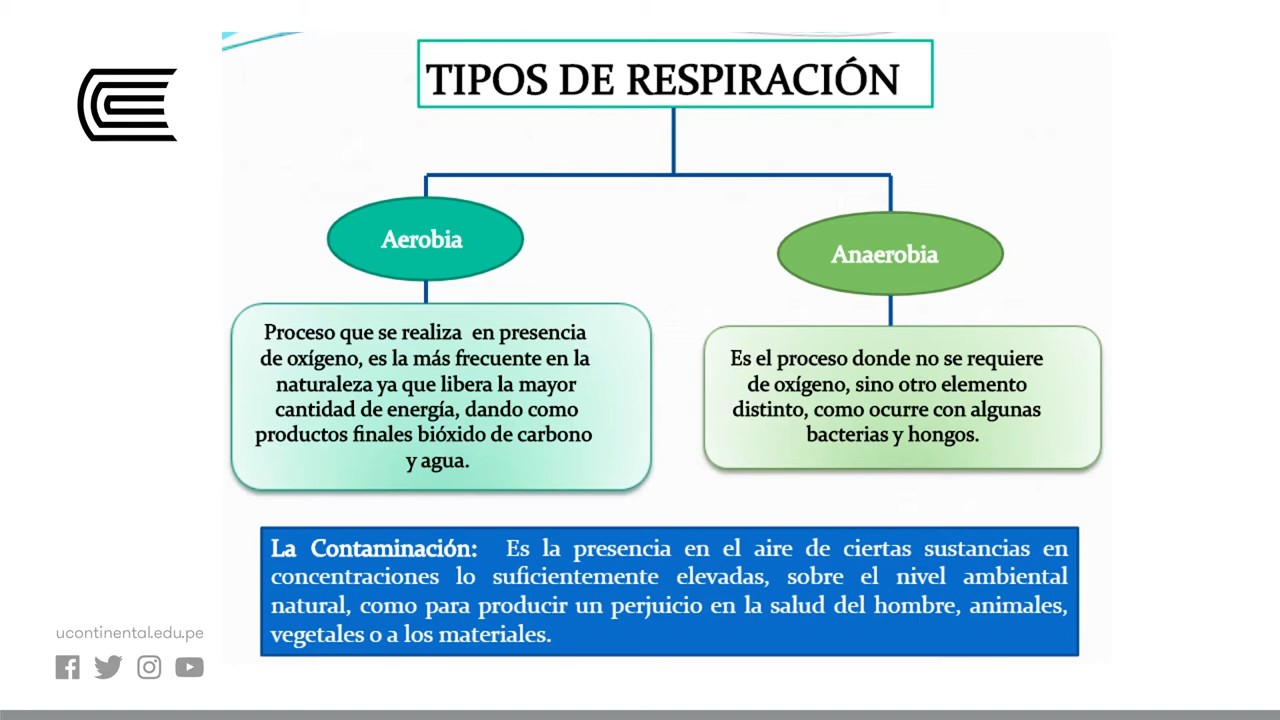 TIPOS DE RESPIRACIÓN
Aerobia
Proceso que se realiza en presencia
de oxígeno, es la más frecuente en la
naturaleza ya que libera la mayor
cantidad de energía, dando como
productos finales bióxido de carbono
y agua.
Anaerobia
Es el proceso donde no se requiere
de oxígeno, sino otro elemento
distinto, como ocurre con algunas
bacterias y hongos.
La Contaminación: Es la presencia en el aire de ciertas sustancias en
concentraciones lo suficientemente elevadas, sobre el nivel ambiental
natural, como para producir un perjuicio en la salud del hombre, animales,
vegetales o a los materiales.
ucontinental.edu.pe